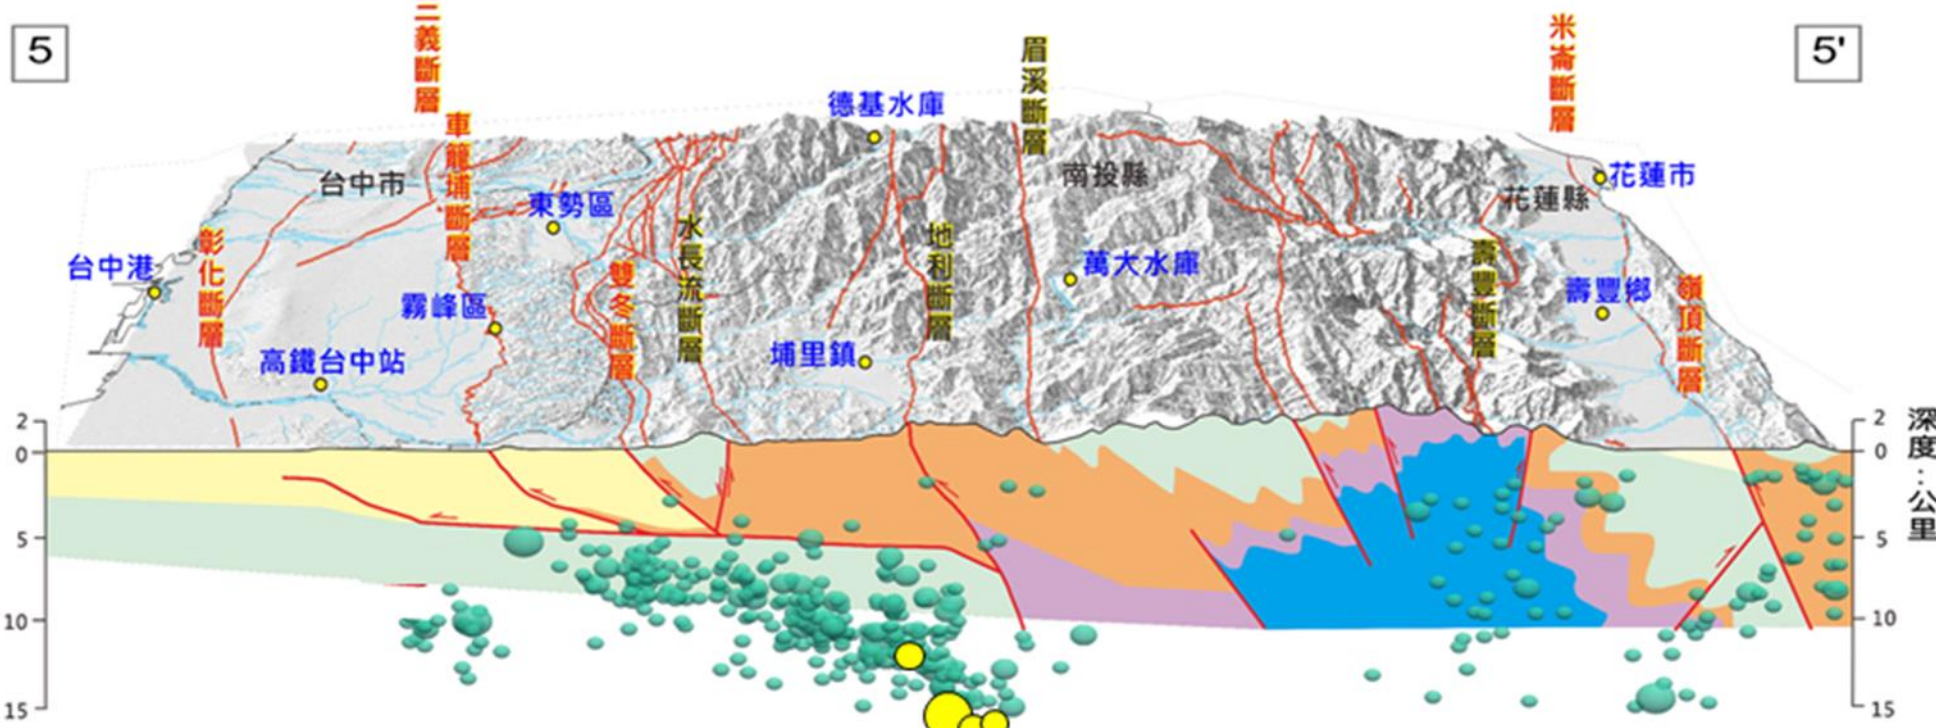 5
5'
二義斷層
車籠埔斷層
眉溪斷層
米崙斷層
德基水庫
台中市
東勢區
南投縣
花蓮市
花蓮縣
台中港
彰化斷層
霧峰區
高鐵台中站
雙冬斷層
水長流斷層
地利斷層
埔里鎮
萬大水庫
壽豐斷層
壽豐鄉
嶺頂斷層
2
0
5
10
15
2
0
5
10
15
深度：公里